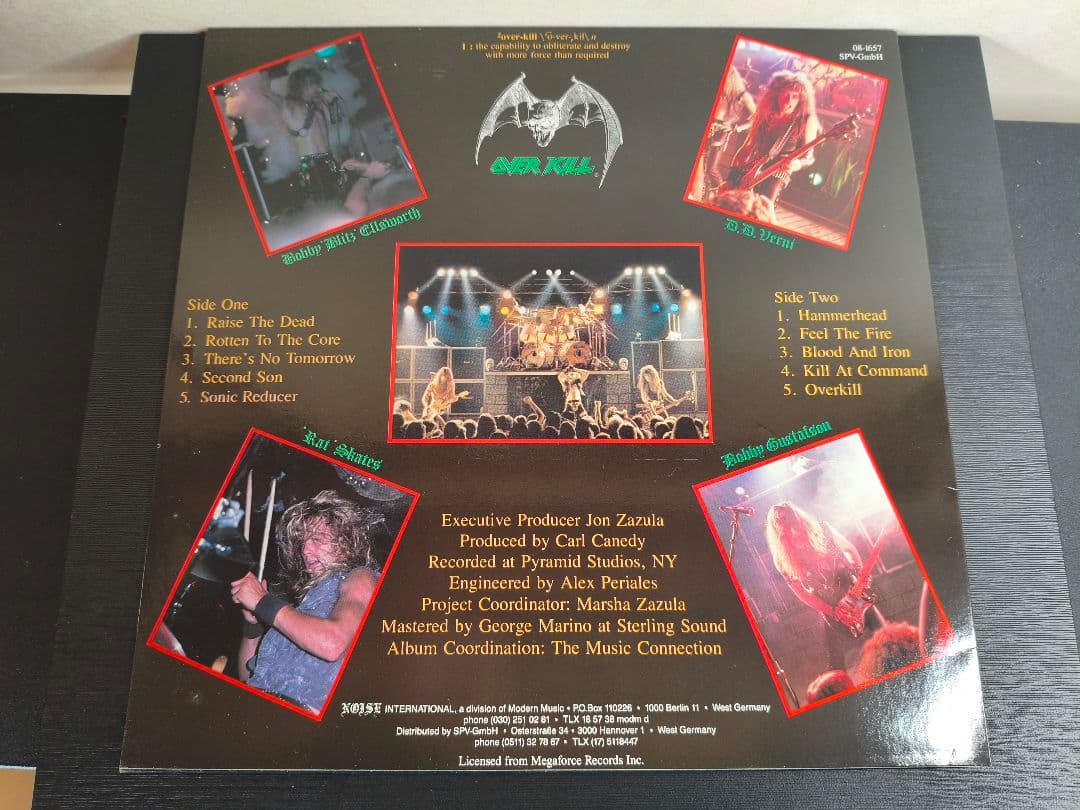 ²over-kill \ō-ver-,kil\ n
1 : the capability to obliterate and destroy
with more force than required
08-1657
SPV-GmbH
OVER KILL
Bobby 'Blitz' Ellsworth
D.D. Verni
Side One
1. Raise The Dead
2. Rotten To The Core
3. There's No Tomorrow
4. Second Son
5. Sonic Reducer
Side Two
1. Hammerhead
2. Feel The Fire
3. Blood And Iron
4. Kill At Command
5. Overkill
'Rat' Skates
Bobby Gustafson
Executive Producer Jon Zazula
Produced by Carl Canedy
Recorded at Pyramid Studios, NY
Engineered by Alex Periales
Project Coordinator: Marsha Zazula
Mastered by George Marino at Sterling Sound
Album Coordination: The Music Connection
NOISE INTERNATIONAL, a division of Modern Music • P.O.Box 110226 • 1000 Berlin 11 • West Germany
phone (030) 251 02 81 • TLX 18 57 38 modm d
Distributed by SPV-GmbH • Osterstraße 34 • 3000 Hannover 1 • West Germany
phone (0511) 32 78 67 • TLX (17) 5118447
Licensed from Megaforce Records Inc.